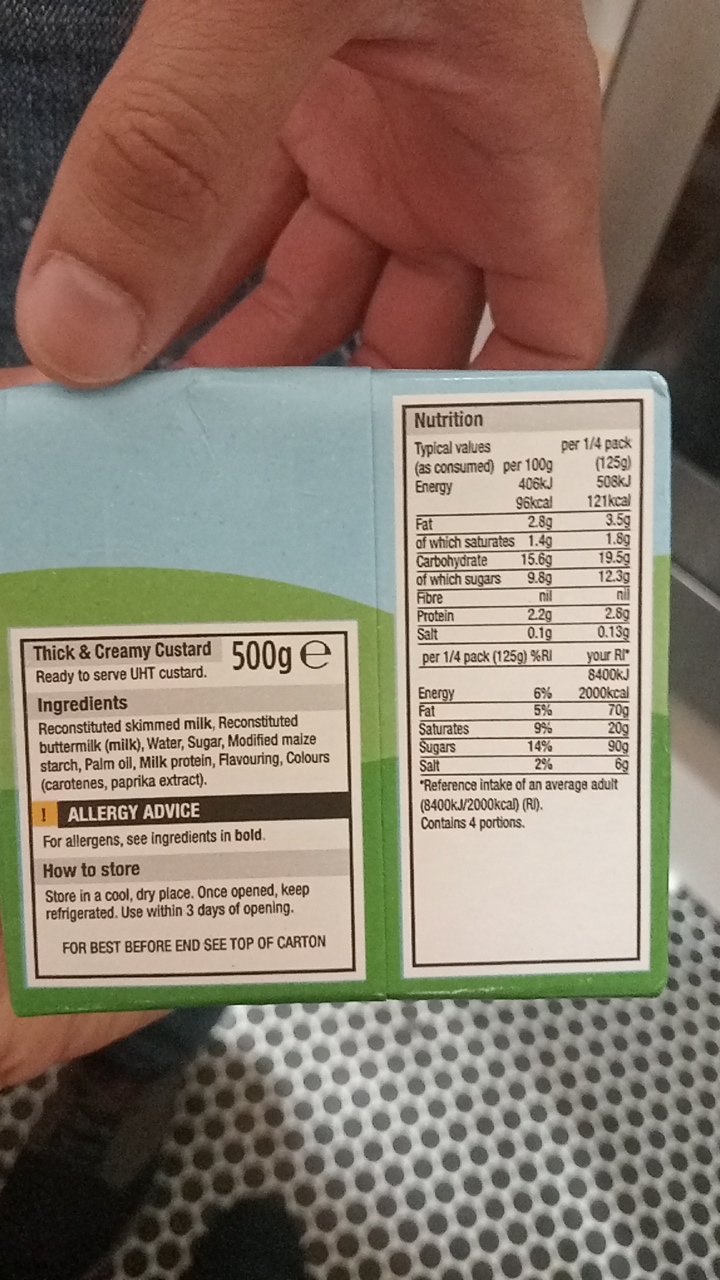 Thick & Creamy Custard 500g e
Ready to serve UHT custard.
Ingredients
Reconstituted skimmed milk, Reconstituted
buttermilk (milk), Water, Sugar, Modified maize
starch, Palm oil, Milk protein, Flavouring, Colours
(carotenes, paprika extract).
! ALLERGY ADVICE
For allergens, see ingredients in bold.
How to store
Store in a cool, dry place. Once opened, keep
refrigerated. Use within 3 days of opening.
FOR BEST BEFORE END SEE TOP OF CARTON
Nutrition
Typical values per 1/4 pack
(as consumed) per 100g (125g)
Energy 406kJ 508kJ
96kcal 121kcal
Fat 2.8g 3.5g
of which saturates 1.4g 1.8g
Carbohydrate 15.6g 19.5g
of which sugars 9.8g 12.3g
Fibre nil nil
Protein 2.2g 2.8g
Salt 0.1g 0.13g
per 1/4 pack (125g) %RI your RI*
8400kJ
Energy 6% 2000kcal
Fat 5% 70g
Saturates 9% 20g
Sugars 14% 90g
Salt 2% 6g
*Reference intake of an average adult
(8400kJ/2000kcal) (RI).
Contains 4 portions.